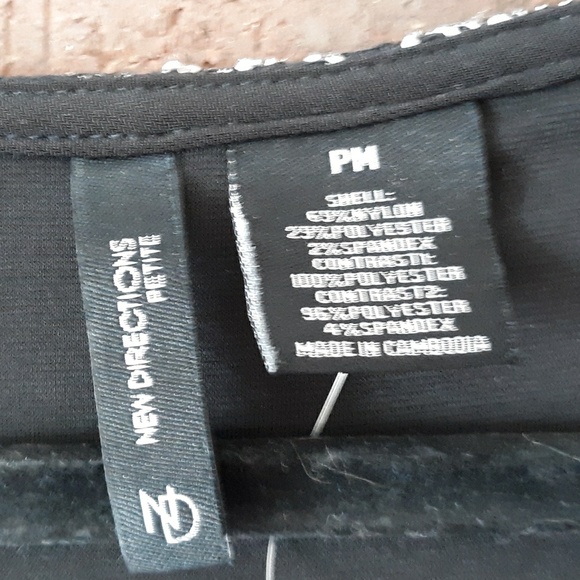 NEW DIRECTIONS
PETITE
ND
PM
SHELL:
69%NYLON
29%POLYESTER
2%SPANDEX
CONTRAST1:
100%POLYESTER
CONTRAST2:
96%POLYESTER
4%SPANDEX
MADE IN CAMBODIA